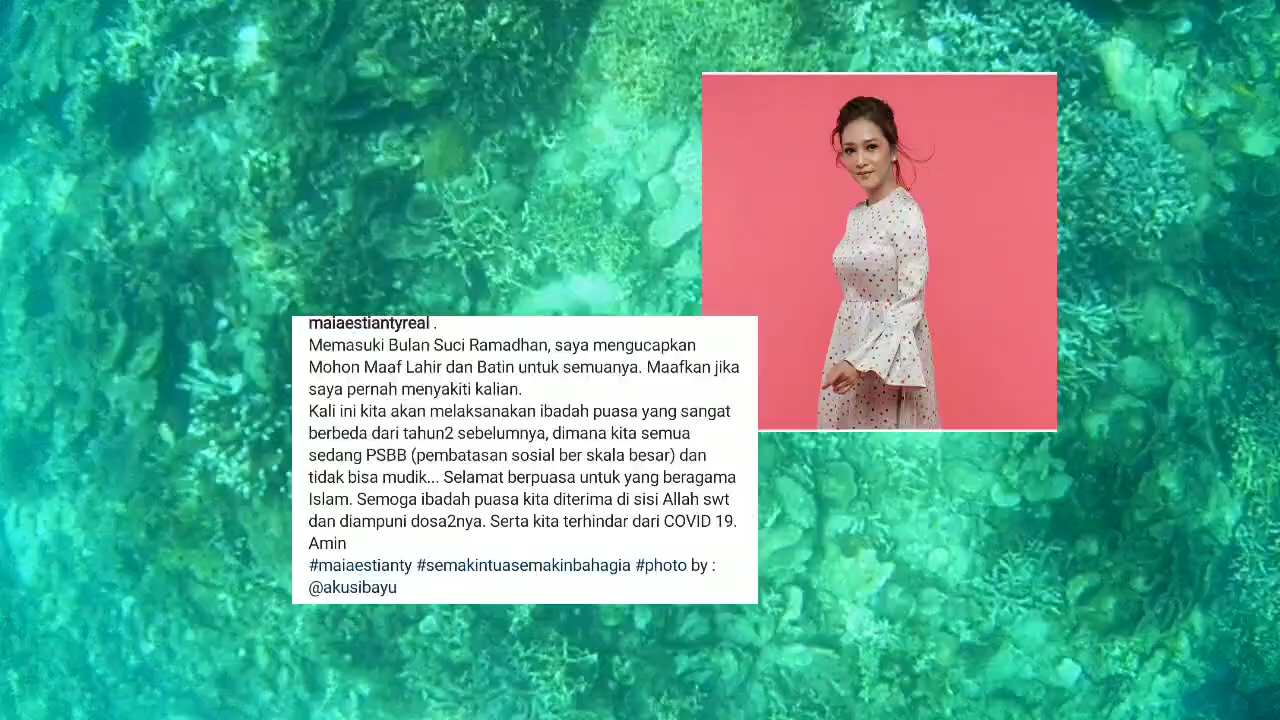 maiaestiantyreal .
Memasuki Bulan Suci Ramadhan, saya mengucapkan
Mohon Maaf Lahir dan Batin untuk semuanya. Maafkan jika
saya pernah menyakiti kalian.
Kali ini kita akan melaksanakan ibadah puasa yang sangat
berbeda dari tahun2 sebelumnya, dimana kita semua
sedang PSBB (pembatasan sosial ber skala besar) dan
tidak bisa mudik... Selamat berpuasa untuk yang beragama
Islam. Semoga ibadah puasa kita diterima di sisi Allah swt
dan diampuni dosa2nya. Serta kita terhindar dari COVID 19.
Amin
#maiaestianty #semakintuasemakinbahagia #photo by :
@akusibayu